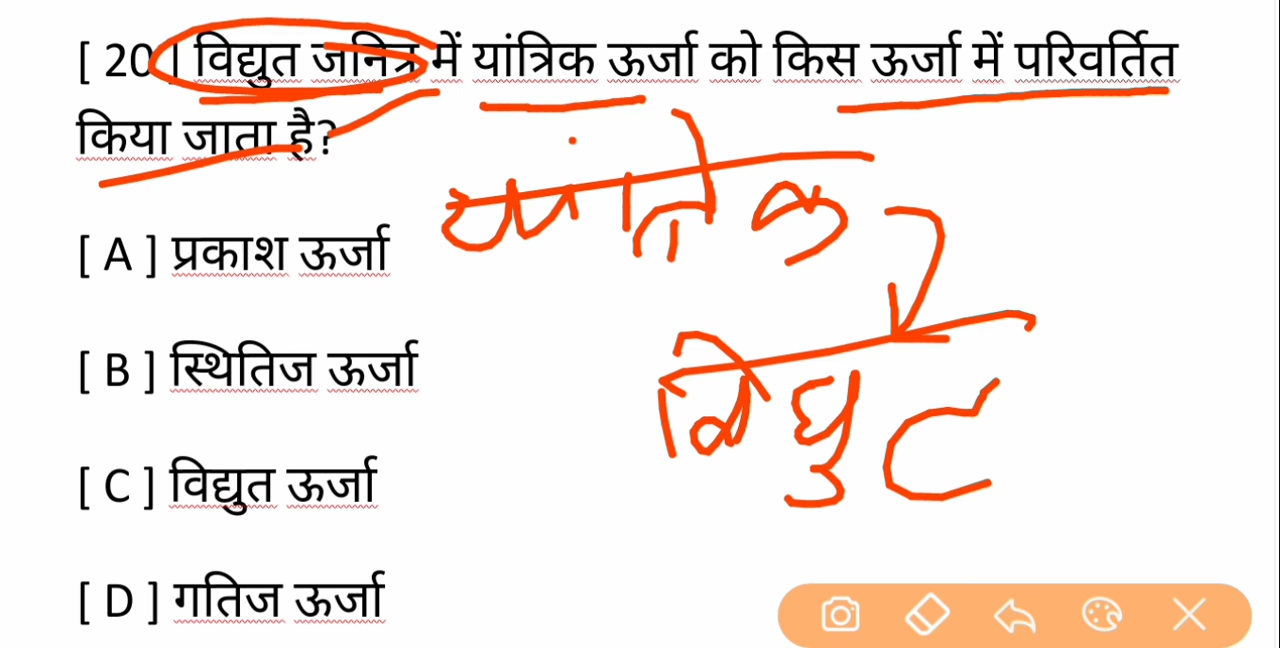 [ 20 ] विद्युत जनित्र में यांत्रिक ऊर्जा को किस ऊर्जा में परिवर्तित
किया जाता है?
[ A ] प्रकाश ऊर्जा
[ B ] स्थितिज ऊर्जा
[ C ] विद्युत ऊर्जा
[ D ] गतिज ऊर्जा